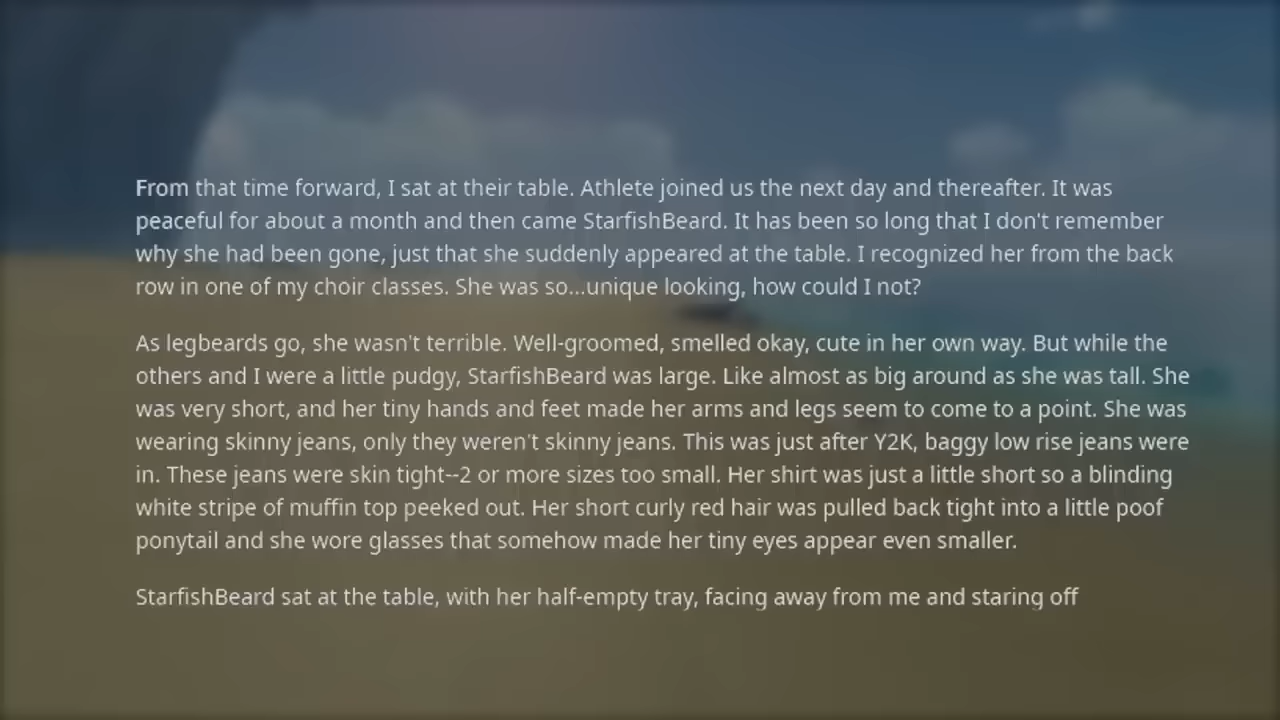 From that time forward, I sat at their table. Athlete joined us the next day and thereafter. It was
peaceful for about a month and then came StarfishBeard. It has been so long that I don't remember
why she had been gone, just that she suddenly appeared at the table. I recognized her from the back
row in one of my choir classes. She was so...unique looking, how could I not?
As legbeards go, she wasn't terrible. Well-groomed, smelled okay, cute in her own way. But while the
others and I were a little pudgy, StarfishBeard was large. Like almost as big around as she was tall. She
was very short, and her tiny hands and feet made her arms and legs seem to come to a point. She was
wearing skinny jeans, only they weren't skinny jeans. This was just after Y2K, baggy low rise jeans were
in. These jeans were skin tight--2 or more sizes too small. Her shirt was just a little short so a blinding
white stripe of muffin top peeked out. Her short curly red hair was pulled back tight into a little poof
ponytail and she wore glasses that somehow made her tiny eyes appear even smaller.
StarfishBeard sat at the table, with her half-empty tray, facing away from me and staring off